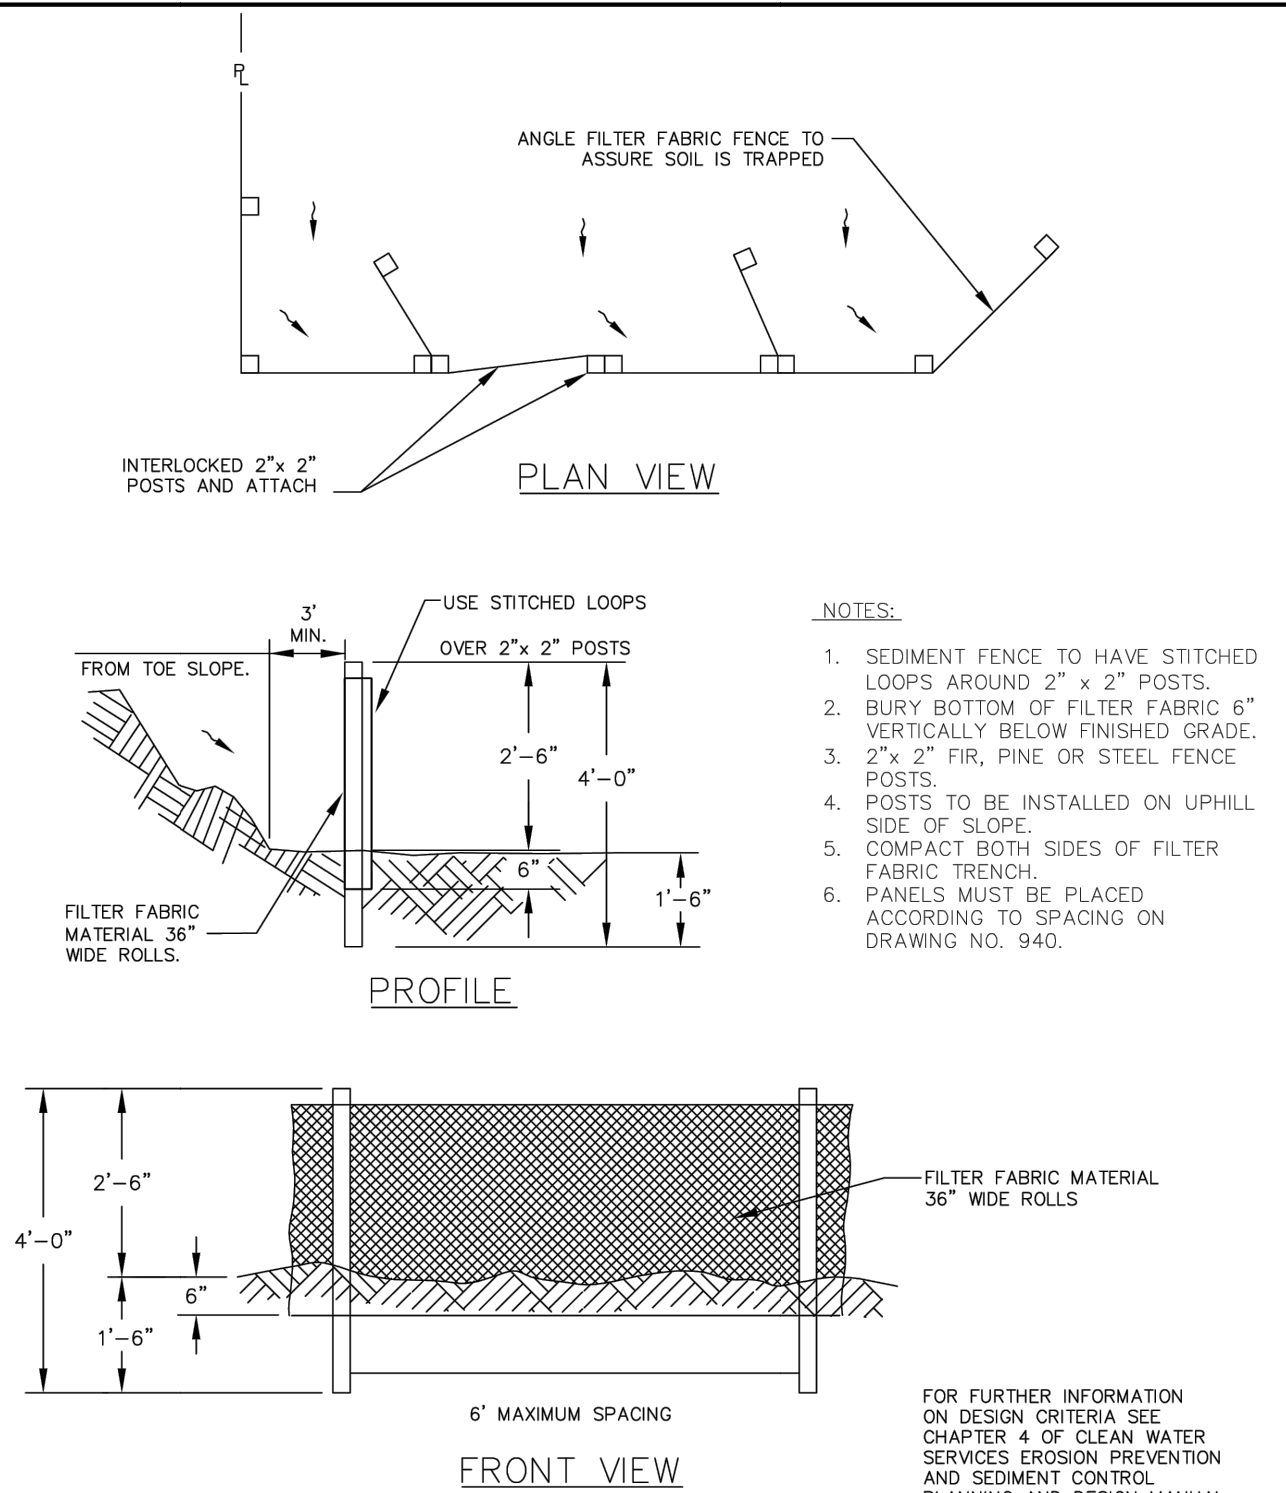 PL
ANGLE FILTER FABRIC FENCE TO
ASSURE SOIL IS TRAPPED
INTERLOCKED 2”x 2”
POSTS AND ATTACH
PLAN VIEW
3’
MIN.
FROM TOE SLOPE.
USE STITCHED LOOPS
OVER 2”x 2” POSTS
2’–6”
4’–0”
6”
1’–6”
FILTER FABRIC
MATERIAL 36”
WIDE ROLLS.
PROFILE
NOTES:
1. SEDIMENT FENCE TO HAVE STITCHED
LOOPS AROUND 2” x 2” POSTS.
2. BURY BOTTOM OF FILTER FABRIC 6”
VERTICALLY BELOW FINISHED GRADE.
3. 2”x 2” FIR, PINE OR STEEL FENCE
POSTS.
4. POSTS TO BE INSTALLED ON UPHILL
SIDE OF SLOPE.
5. COMPACT BOTH SIDES OF FILTER
FABRIC TRENCH.
6. PANELS MUST BE PLACED
ACCORDING TO SPACING ON
DRAWING NO. 940.
2’–6”
4’–0”
6”
1’–6”
FILTER FABRIC MATERIAL
36” WIDE ROLLS
6’ MAXIMUM SPACING
FRONT VIEW
FOR FURTHER INFORMATION
ON DESIGN CRITERIA SEE
CHAPTER 4 OF CLEAN WATER
SERVICES EROSION PREVENTION
AND SEDIMENT CONTROL
PLANNING AND DESIGN MANUAL